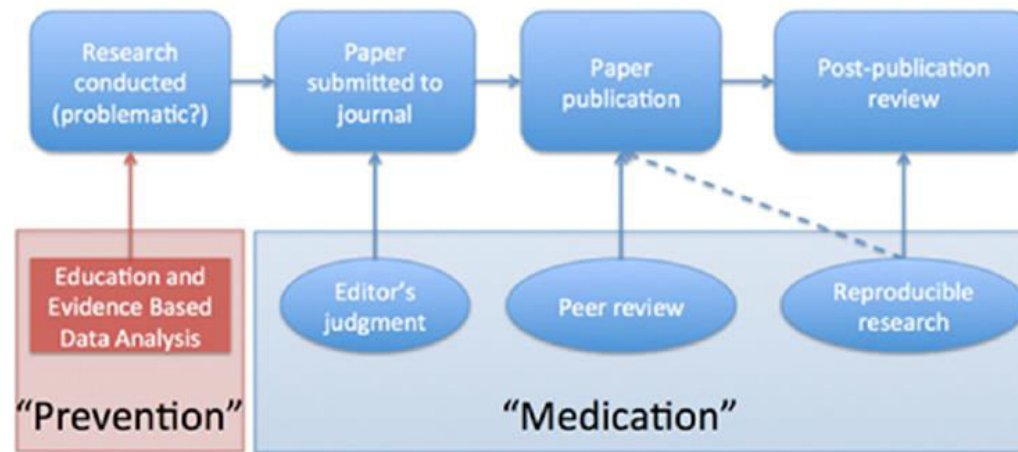 Research
conducted
(problematic?)
Paper
submitted to
journal
Paper
publication
Post-publication
review
Education and
Evidence Based
Data Analysis
Editor's
judgment
Peer review
Reproducible
research
"Prevention"
"Medication"